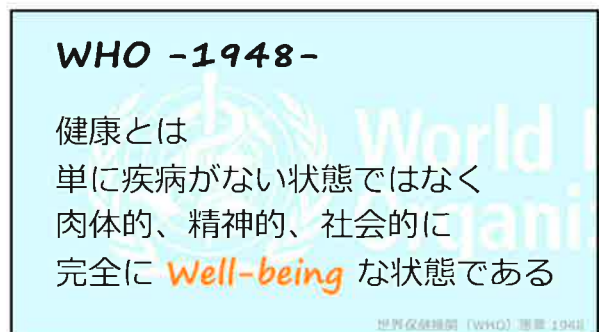 WHO -1948-
健康とは
単に疾病がない状態ではなく
肉体的、精神的、社会的に
完全に Well-being な状態である
世界保健機関（WHO）憲章 1948